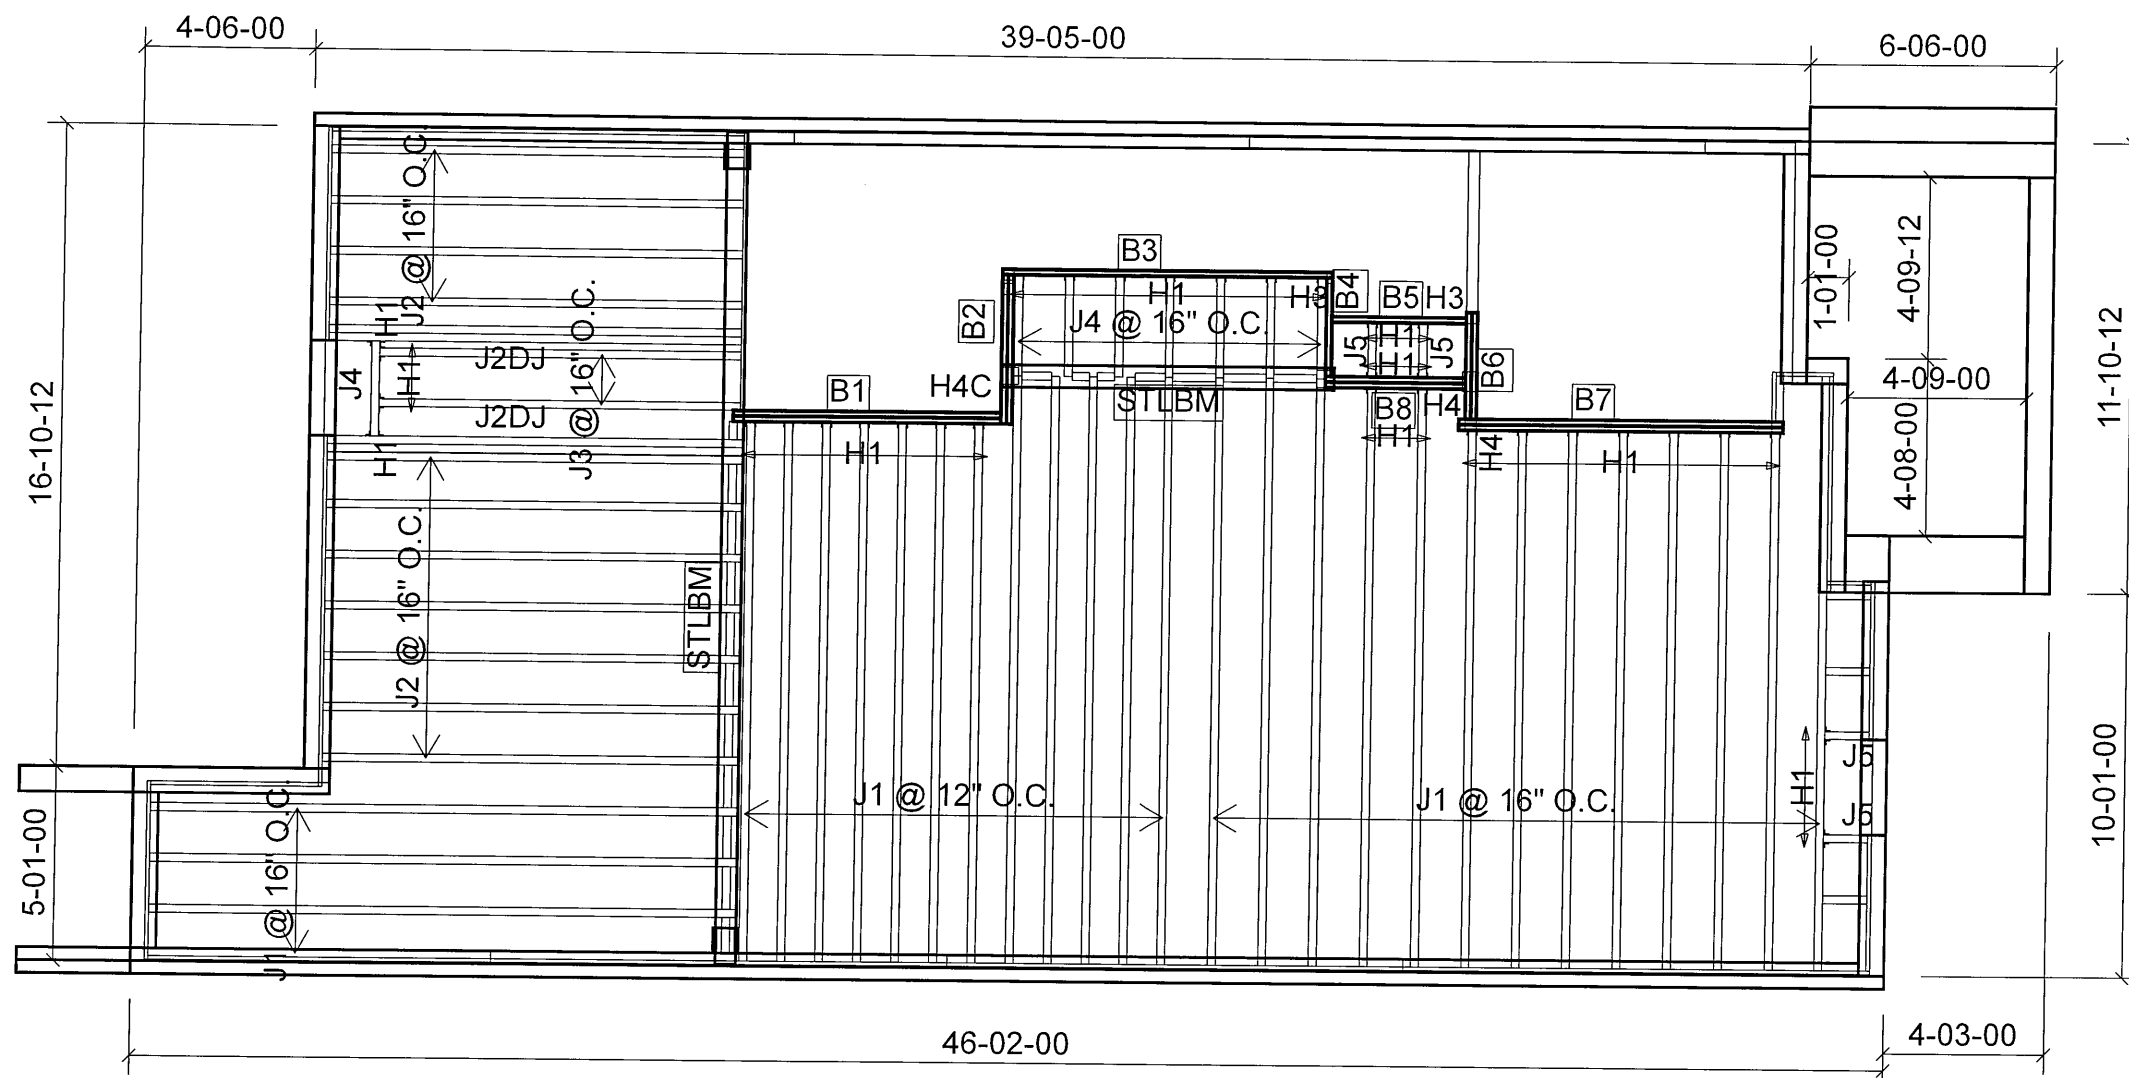 4-06-00
39-05-00
6-06-00
16-10-12
5-01-00
J2 @ 16" O.C.
H1
J4
H1
H1
J2DJ
J2DJ
J3 @ 16" O.C.
J2 @ 16" O.C.
J1 @ 16" O.C.
STLBM
B1
H1
B2
H4C
B3
H1
H3
J4 @ 16" O.C.
STLBM
B4
B5
H3
J5
H1
H1
J5
B6
B8
H4
H1
B7
H4
H1
J1 @ 12" O.C.
J1 @ 16" O.C.
H1
J5
J5
1-01-00
4-09-12
4-09-00
4-08-00
11-10-12
10-01-00
46-02-00
4-03-00